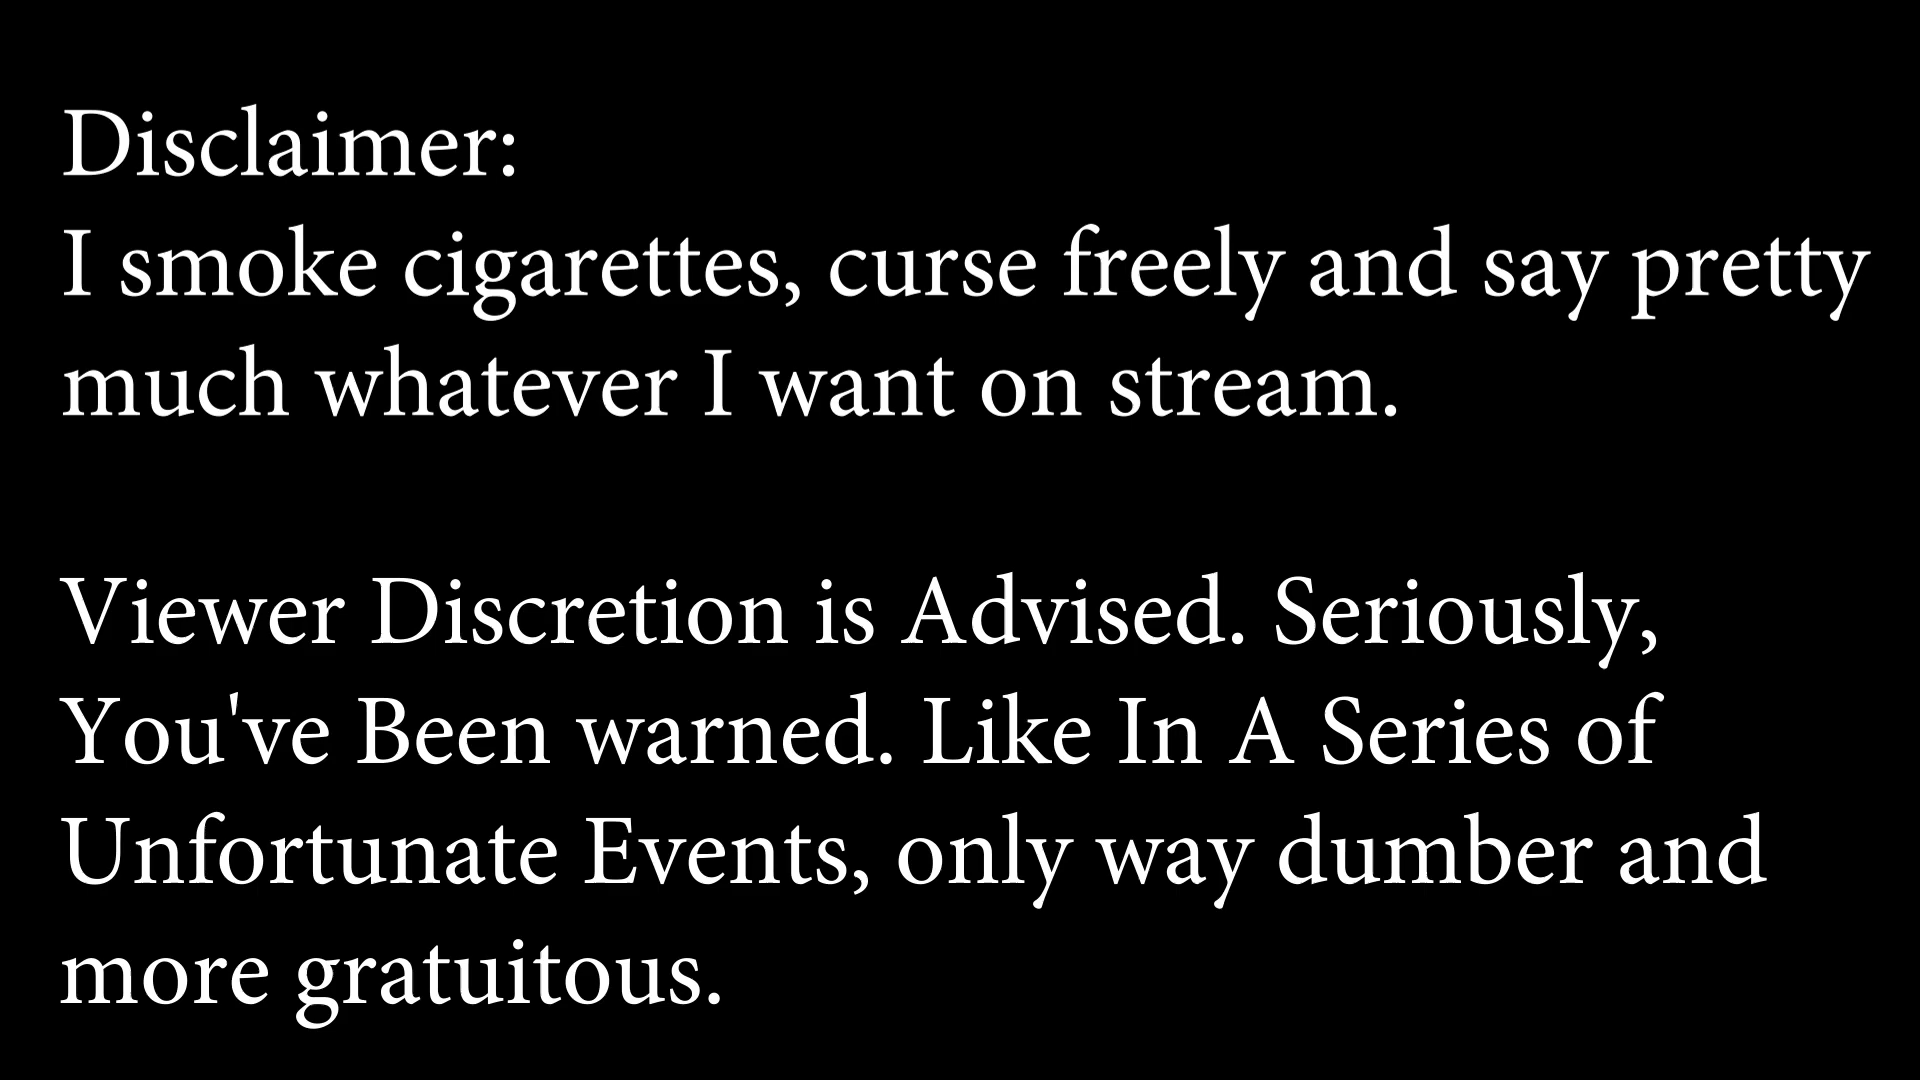 Disclaimer:
I smoke cigarettes, curse freely and say pretty
much whatever I want on stream.
Viewer Discretion is Advised. Seriously,
You've Been warned. Like In A Series of
Unfortunate Events, only way dumber and
more gratuitous.